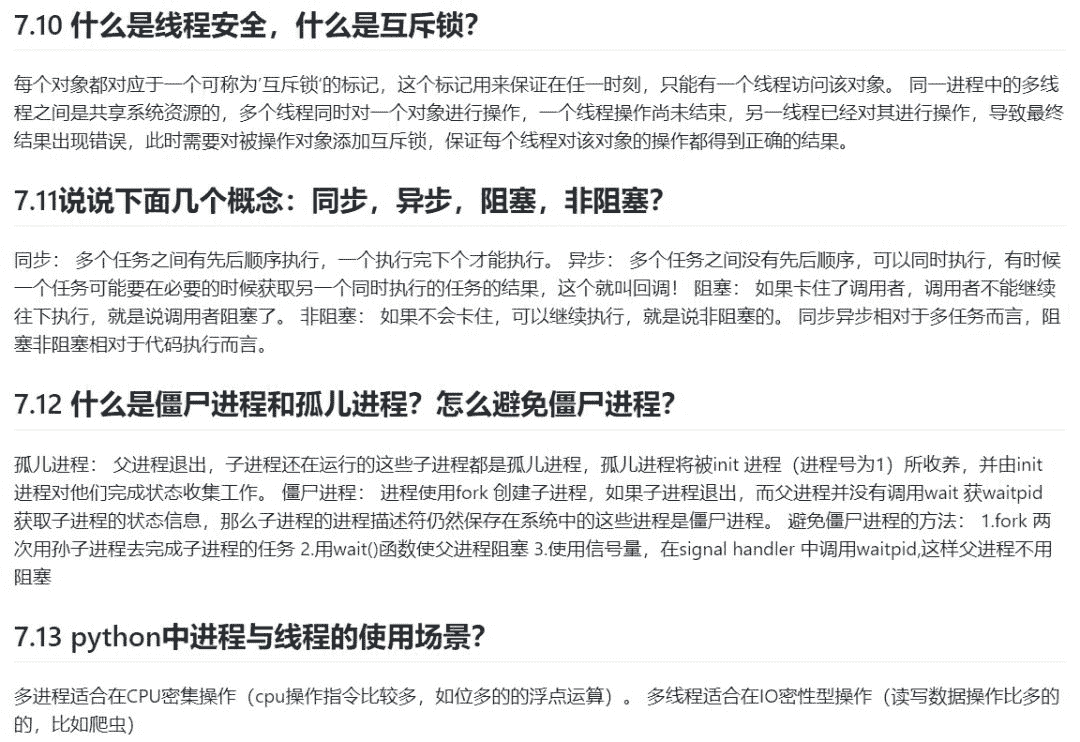 7.10 什么是线程安全，什么是互斥锁？
每个对象都对应于一个可称为'互斥锁‘的标记，这个标记用来保证在任一时刻，只能有一个线程访问该对象。 同一进程中的多线
程之间是共享系统资源的，多个线程同时对一个对象进行操作，一个线程操作尚未结束，另一线程已经对其进行操作，导致最终
结果出现错误，此时需要对被操作对象添加互斥锁，保证每个线程对该对象的操作都得到正确的结果。
7.11说说下面几个概念：同步，异步，阻塞，非阻塞？
同步： 多个任务之间有先后顺序执行，一个执行完下个才能执行。 异步： 多个任务之间没有先后顺序，可以同时执行，有时候
一个任务可能要在必要的时候获取另一个同时执行的任务的结果，这个就叫回调！ 阻塞： 如果卡住了调用者，调用者不能继续
往下执行，就是说调用者阻塞了。 非阻塞： 如果不会卡住，可以继续执行，就是说非阻塞的。 同步异步相对于多任务而言，阻
塞非阻塞相对于代码执行而言。
7.12 什么是僵尸进程和孤儿进程？怎么避免僵尸进程？
孤儿进程： 父进程退出，子进程还在运行的这些子进程都是孤儿进程，孤儿进程将被init 进程（进程号为1）所收养，并由init
进程对他们完成状态收集工作。 僵尸进程： 进程使用fork 创建子进程，如果子进程退出，而父进程并没有调用wait 获waitpid
获取子进程的状态信息，那么子进程的进程描述符仍然保存在系统中的这些进程是僵尸进程。 避免僵尸进程的方法： 1.fork 两
次用孙子进程去完成子进程的任务 2.用wait()函数使父进程阻塞 3.使用信号量，在signal handler 中调用waitpid,这样父进程不用
阻塞
7.13 python中进程与线程的使用场景？
多进程适合在CPU密集操作（cpu操作指令比较多，如位多的的浮点运算）。 多线程适合在IO密性型操作（读写数据操作比多的
的，比如爬虫）